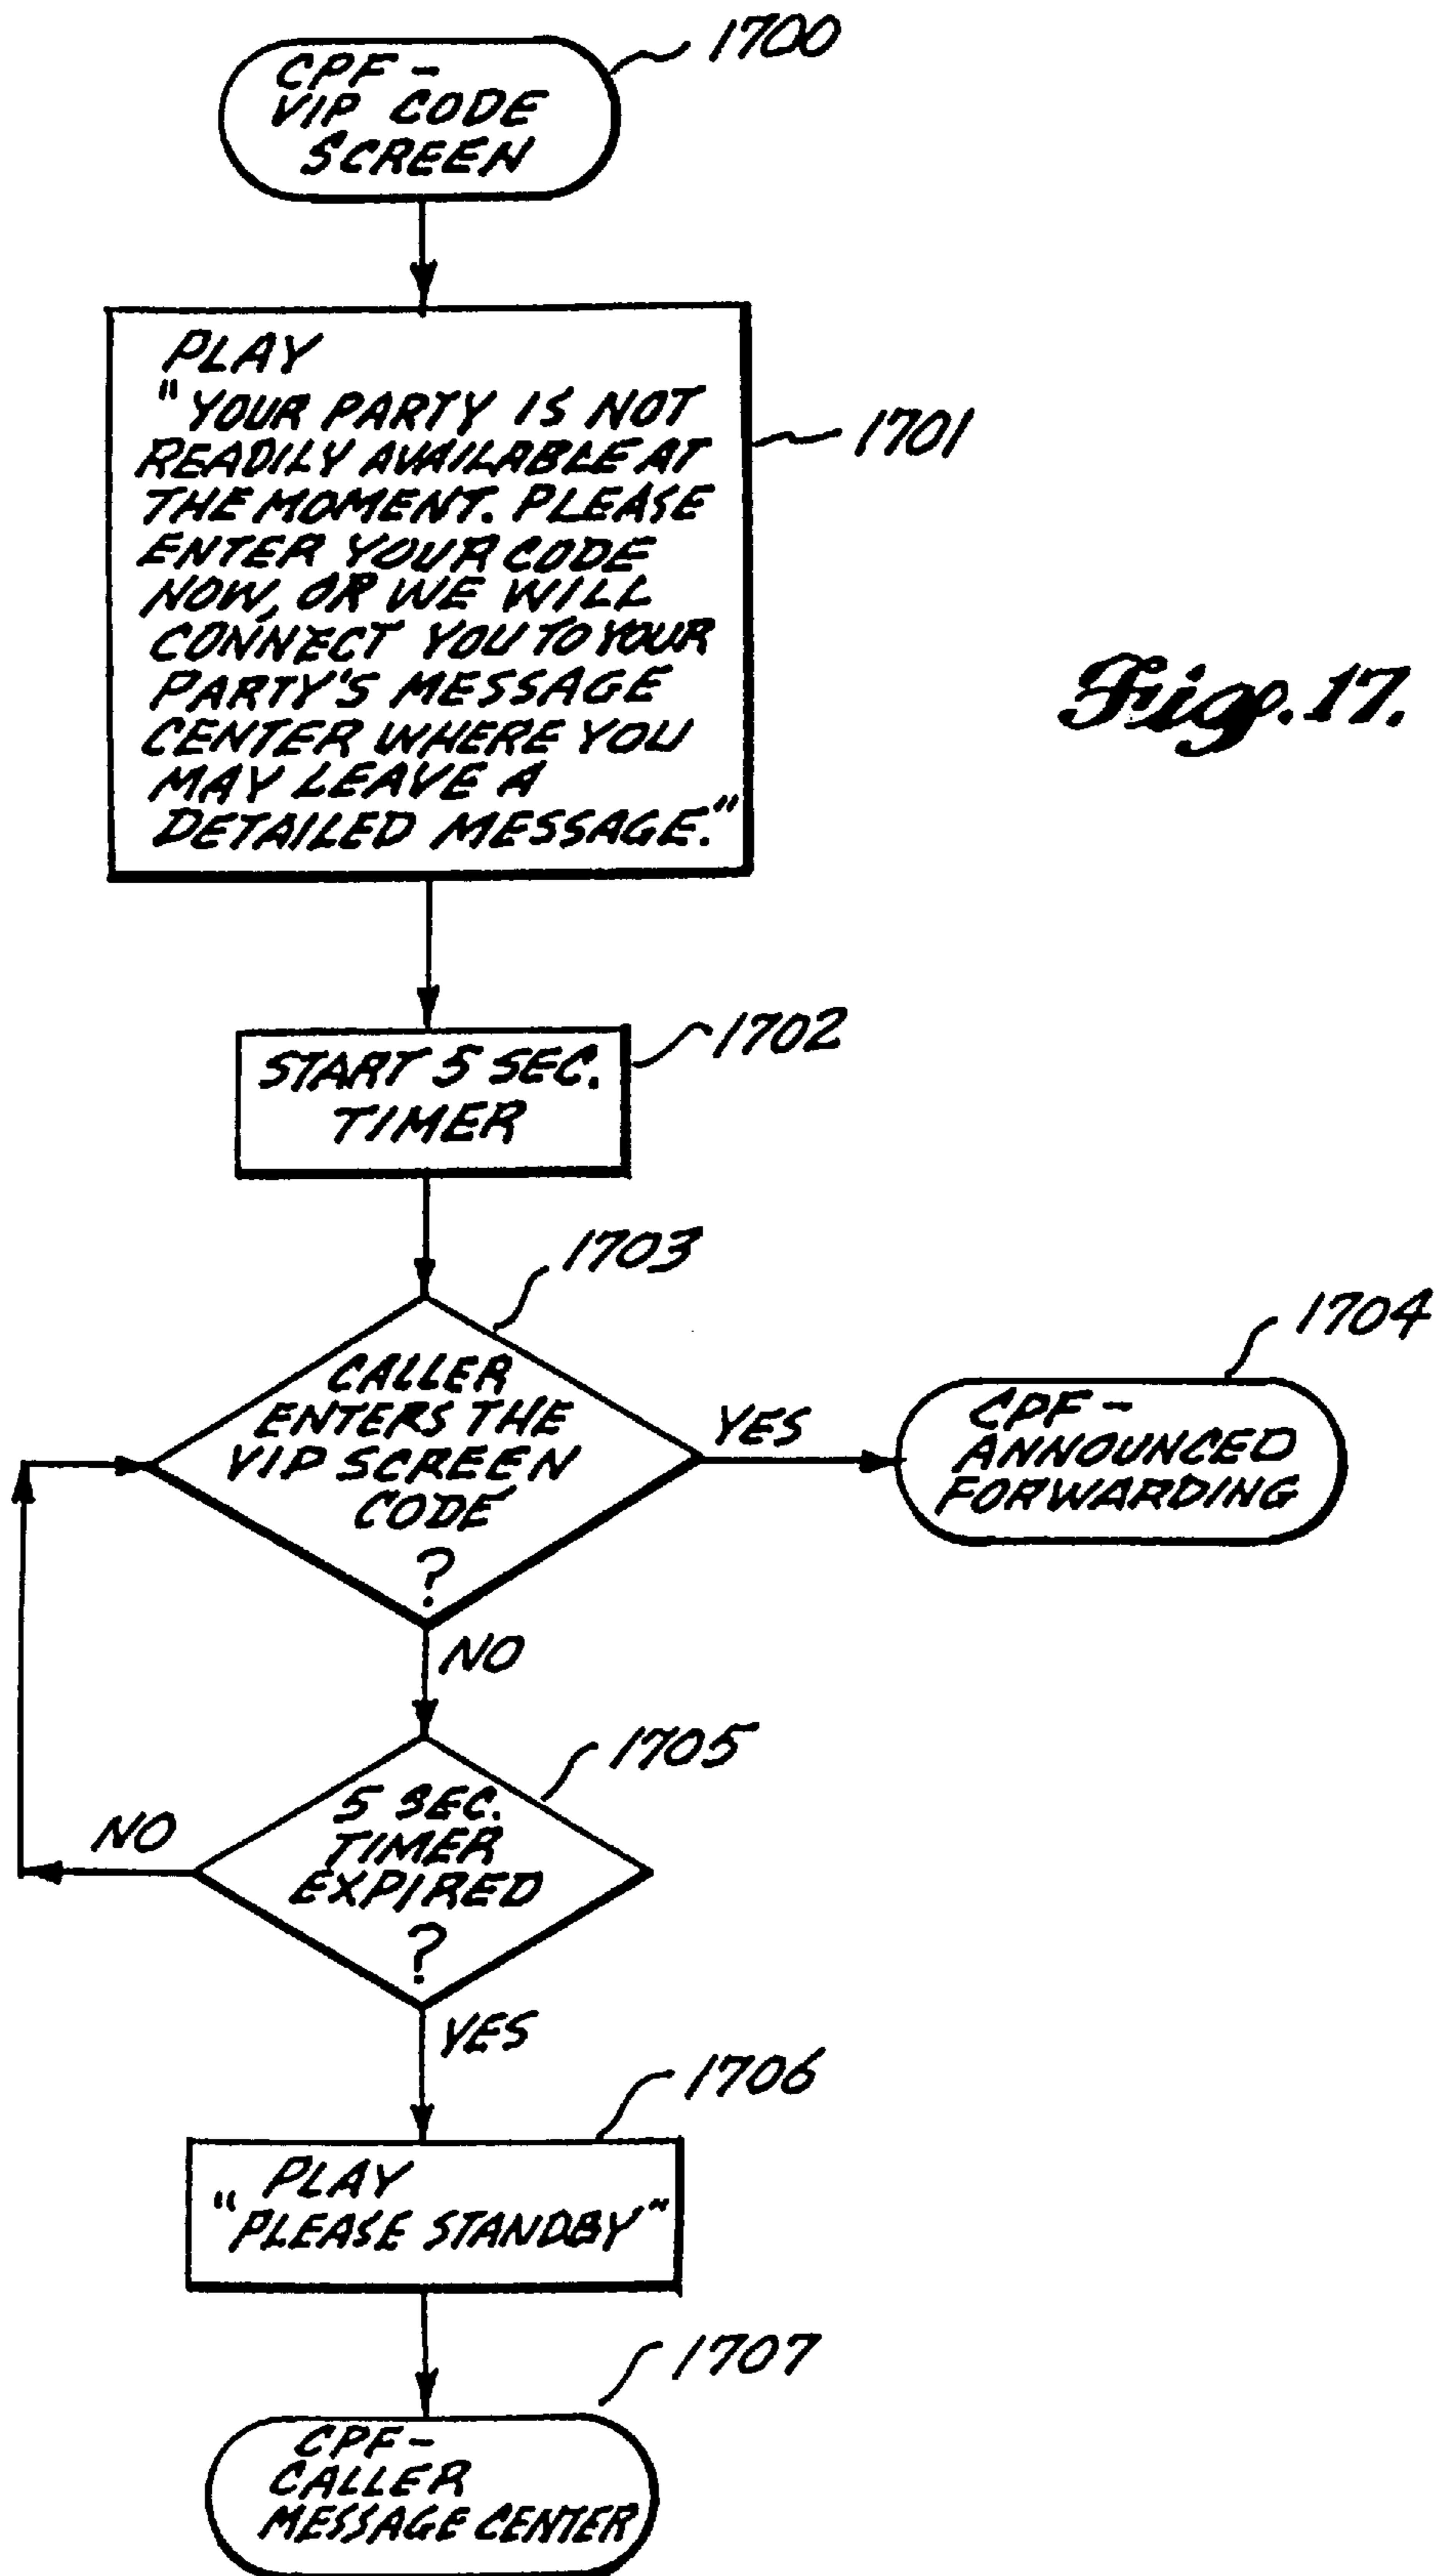 CPF -
VIP CODE
SCREEN
1700
PLAY
"YOUR PARTY IS NOT
READILY AVAILABLE AT
THE MOMENT. PLEASE
ENTER YOUR CODE
NOW, OR WE WILL
CONNECT YOU TO YOUR
PARTY'S MESSAGE
CENTER WHERE YOU
MAY LEAVE A
DETAILED MESSAGE."
1701
Fig. 17.
START 5 SEC.
TIMER
1702
1703
CALLER
ENTERS THE
VIP SCREEN
CODE
?
YES
1704
CPF -
ANNOUNCED
FORWARDING
NO
1705
5 SEC.
TIMER
EXPIRED
?
NO
YES
1706
PLAY
"PLEASE STANDBY"
1707
CPF -
CALLER
MESSAGE CENTER